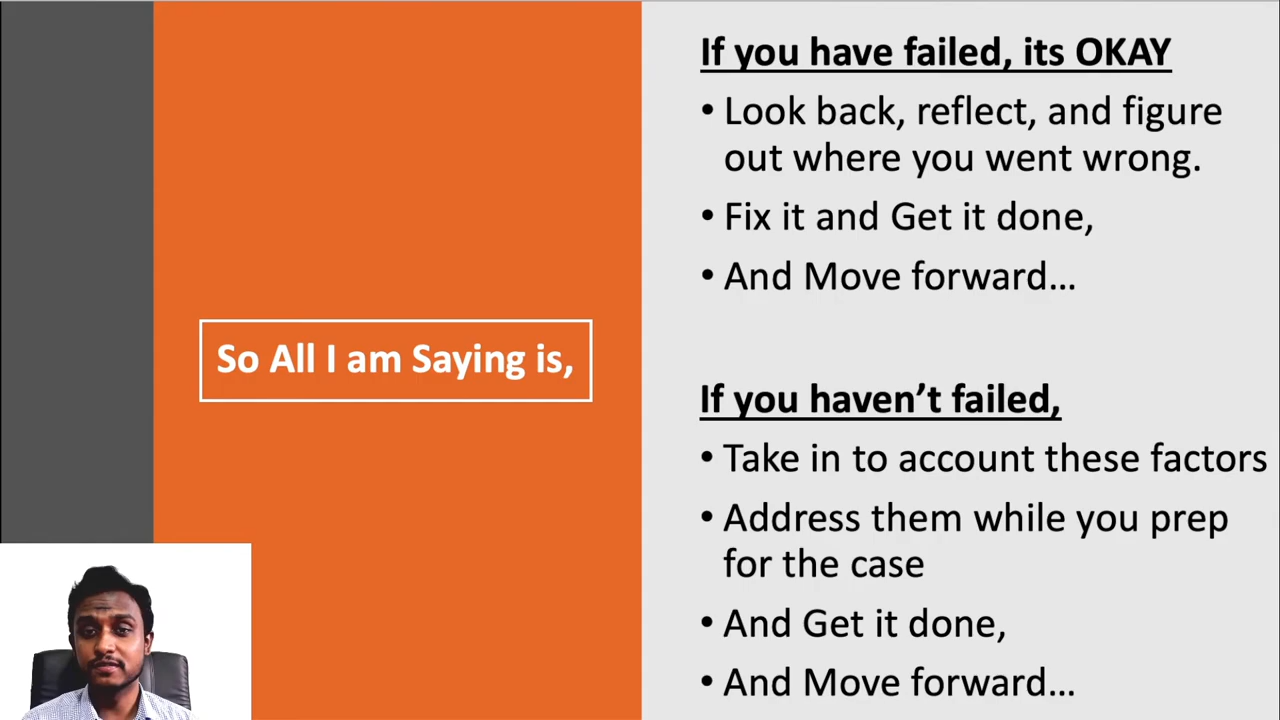 So All I am Saying is,
If you have failed, its OKAY
• Look back, reflect, and figure
out where you went wrong.
• Fix it and Get it done,
• And Move forward…
If you haven’t failed,
• Take in to account these factors
• Address them while you prep
for the case
• And Get it done,
• And Move forward…